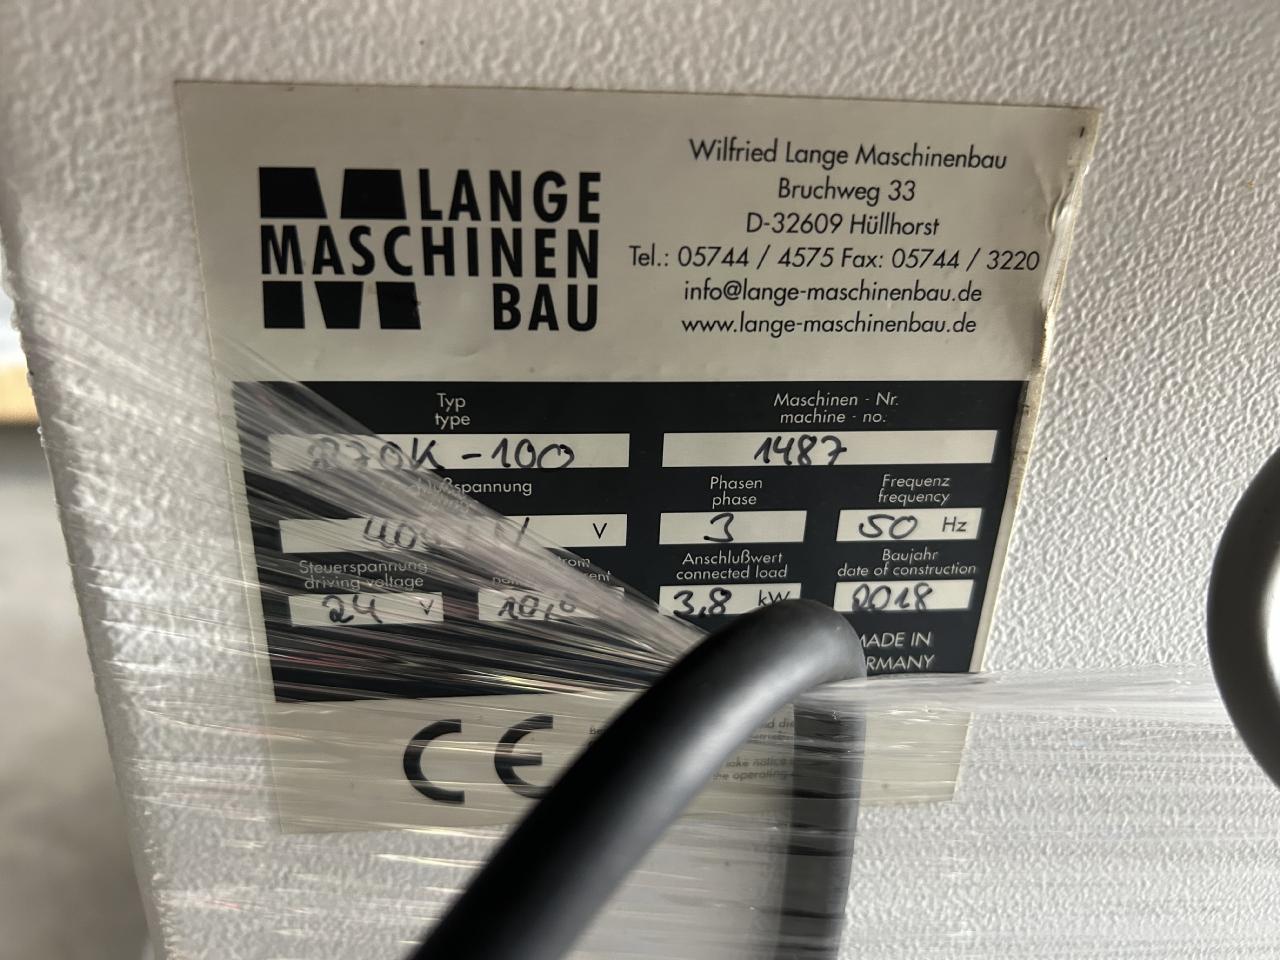 LANGE
MASCHINEN
BAU
Wilfried Lange Maschinenbau
Bruchweg 33
D-32609 Hüllhorst
Tel.: 05744 / 4575 Fax: 05744 / 3220
info@lange-maschinenbau.de
www.lange-maschinenbau.de
Typ
type
Maschinen - Nr.
machine - no.
1487
Phasen
phase
Frequenz
frequency
V
3
50 Hz
Steuerspannung
driving voltage
Anschlußwert
connected load
Baujahr
date of construction
24 V
3,8 kW
2018
MADE IN
GERMANY
CE